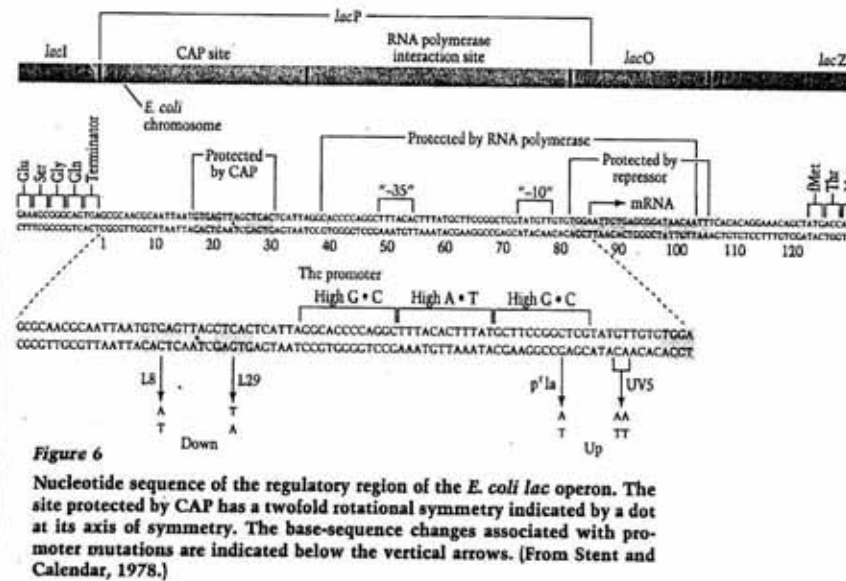 lacP
lacI CAP site RNA polymerase interaction site lacO lacZ
E. coli chromosome
Glu Ser Gly Gln Terminator
Protected by CAP
Protected by RNA polymerase
"−35" "−10"
Protected by repressor
mRNA
fMet Thr
1 10 20 30 40 50 60 70 80 90 100 110 120
The promoter
High G • C High A • T High G • C
GCGCAACGCAATTAATGTGAGTTAGCTCACTCATTAGGCACCCCAGGCTTTACACTTTATGCTTCCGGCTCGTATGTTGTGTGGA
CGCGTTGCGTTAATTACACTCAATCGAGTGAGTAATCCGTGGGGTCCGAAATGTGAAATACGAAGGCCGAGCATACAACACACCT
L8 L29 UV5
A T A AA
T A T TT
Down Up
Figure 6
Nucleotide sequence of the regulatory region of the E. coli lac operon. The
site protected by CAP has a twofold rotational symmetry indicated by a dot
at its axis of symmetry. The base-sequence changes associated with pro-
moter mutations are indicated below the vertical arrows. (From Stent and
Calendar, 1978.)